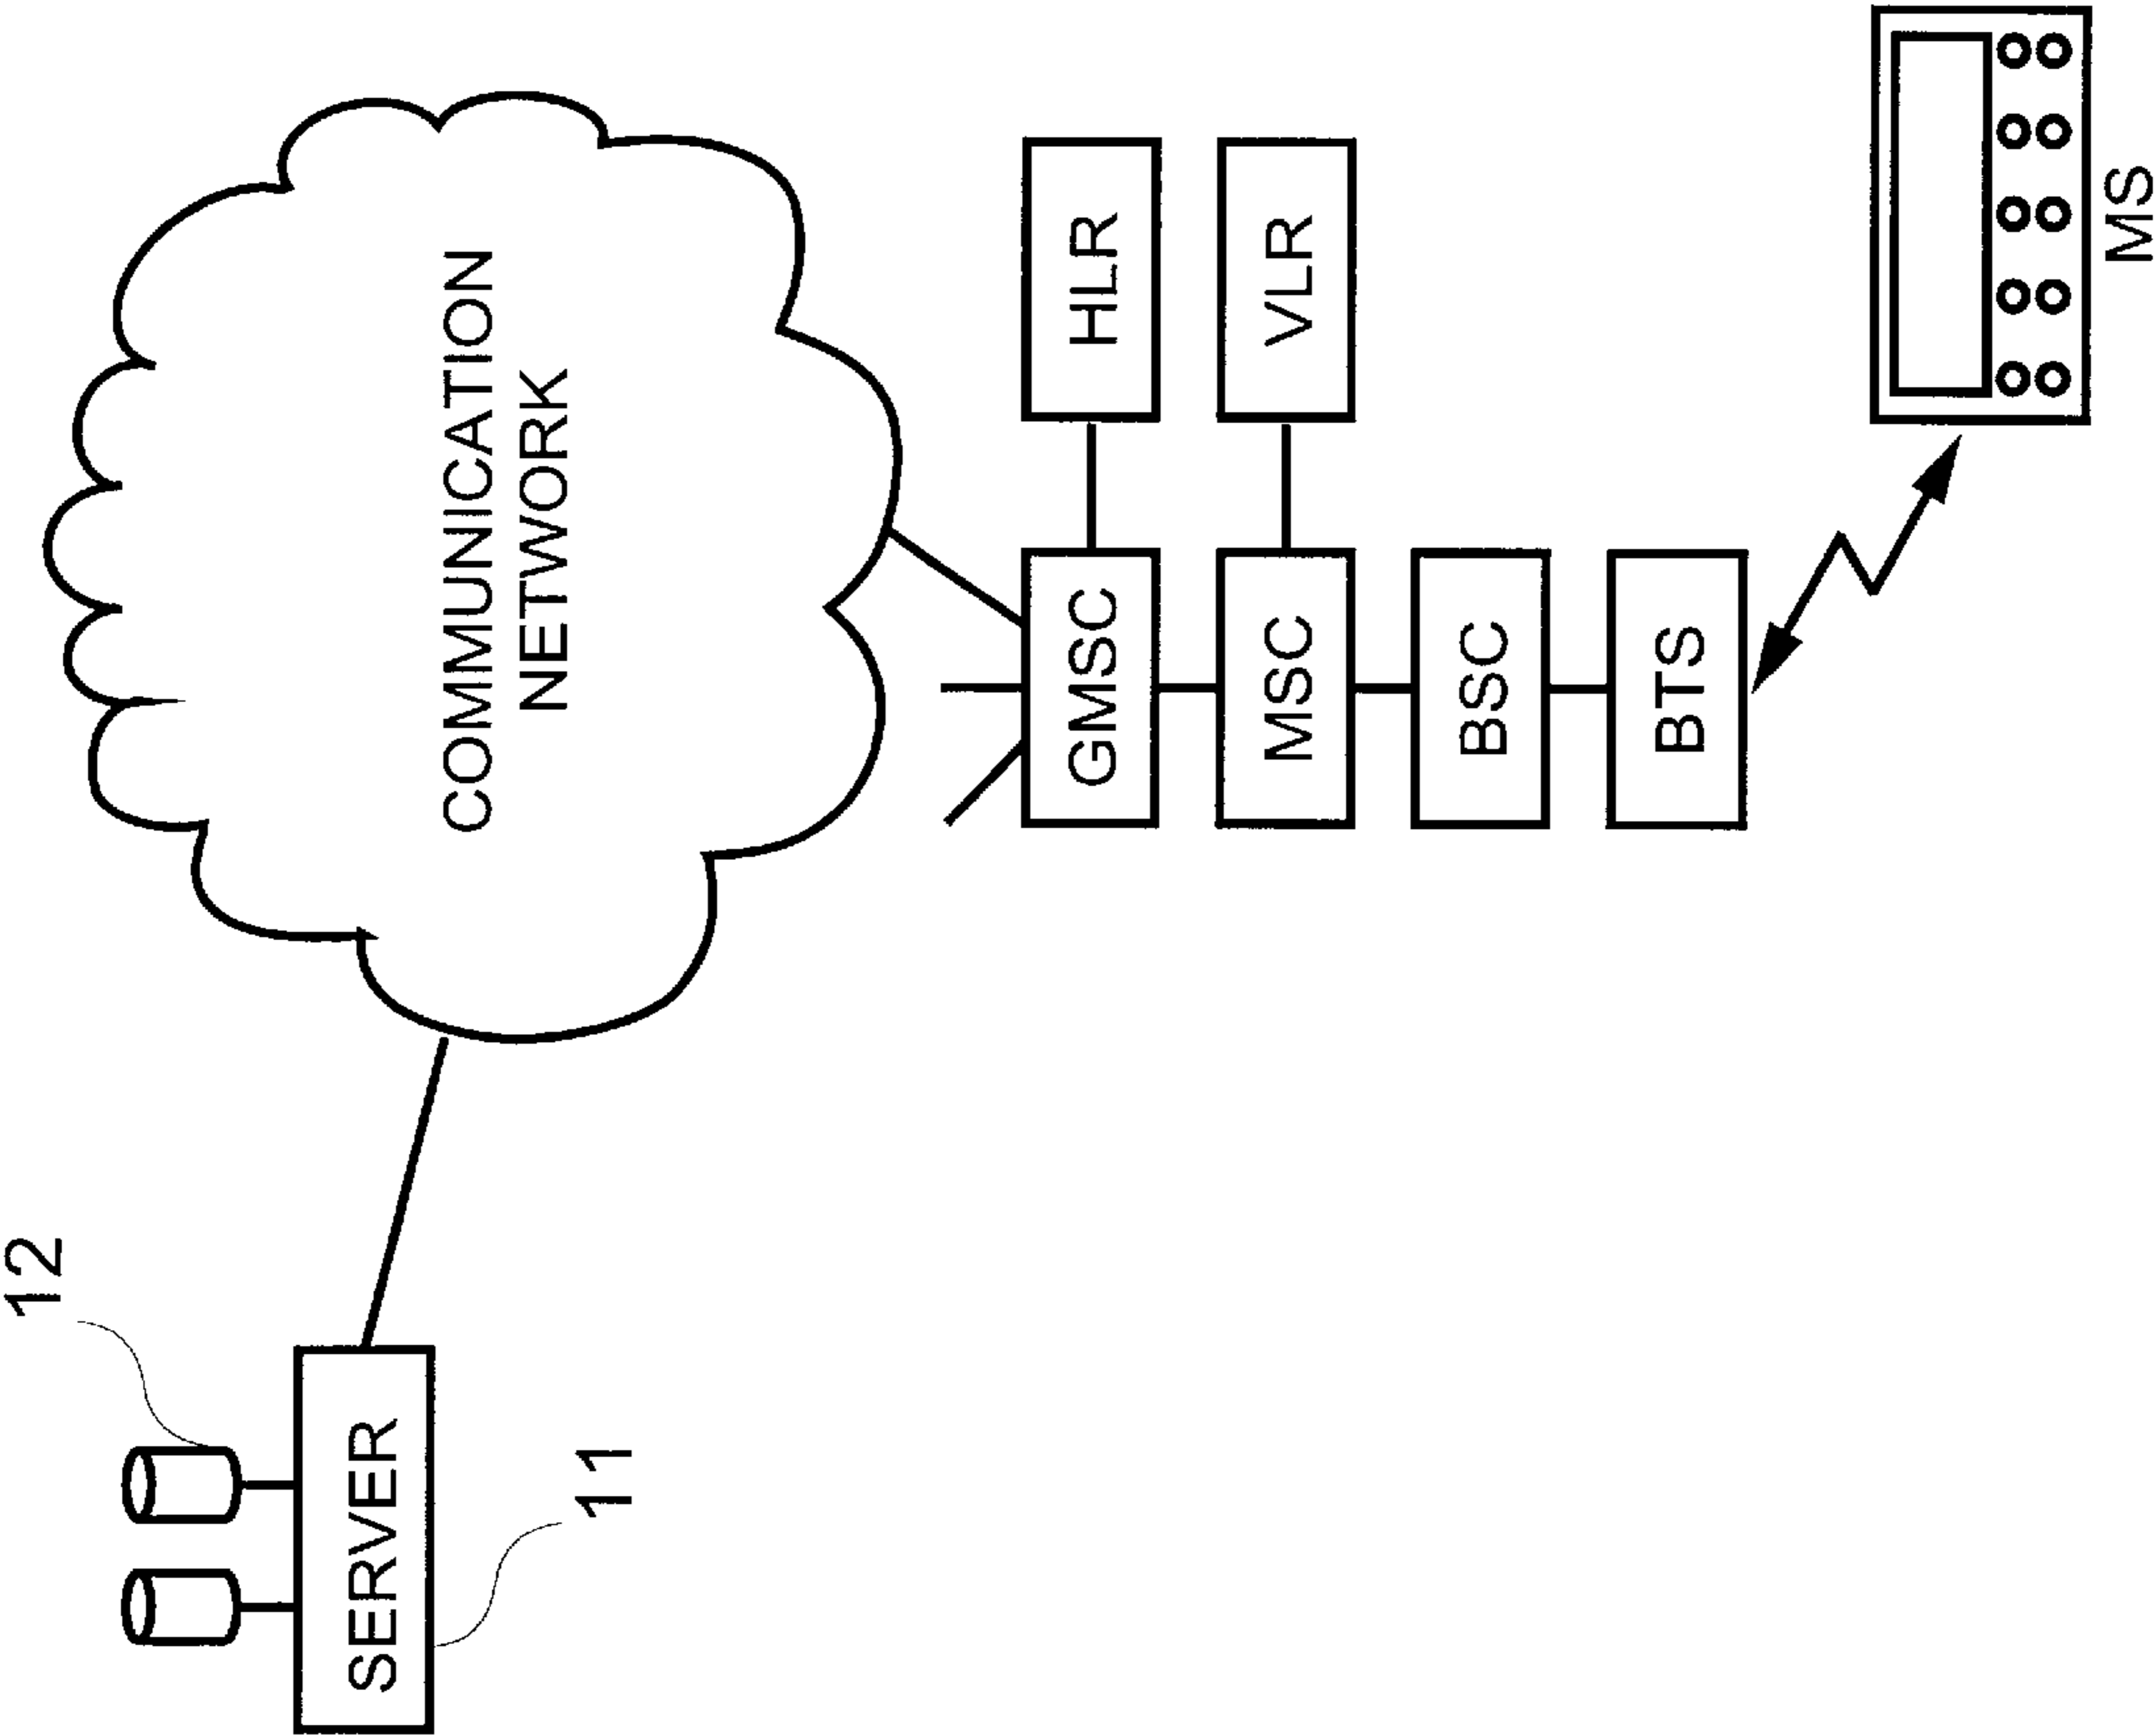 12
SERVER
11
COMMUNICATION
NETWORK
GMSC
HLR
MSC
VLR
BSC
BTS
MS